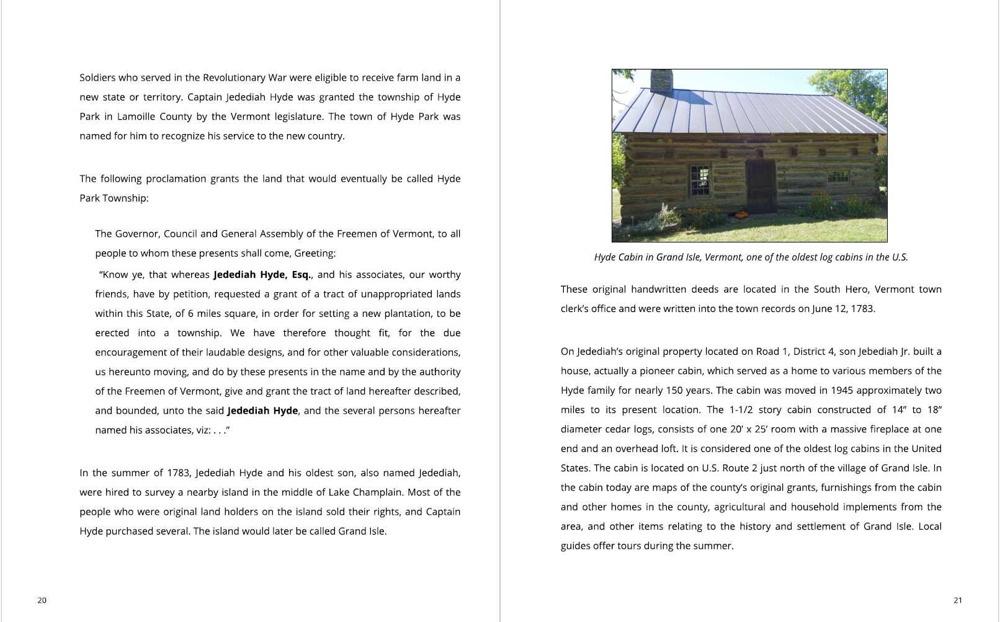 Soldiers who served in the Revolutionary War were eligible to receive farm land in a
new state or territory. Captain Jedediah Hyde was granted the township of Hyde
Park in Lamoille County by the Vermont legislature. The town of Hyde Park was
named for him to recognize his service to the new country.
The following proclamation grants the land that would eventually be called Hyde
Park Township:
The Governor, Council and General Assembly of the Freemen of Vermont, to all
people to whom these presents shall come, Greeting:
“Know ye, that whereas Jedediah Hyde, Esq., and his associates, our worthy
friends, have by petition, requested a grant of a tract of unappropriated lands
within this State, of 6 miles square, in order for setting a new plantation, to be
erected into a township. We have therefore thought fit, for the due
encouragement of their laudable designs, and for other valuable considerations,
us hereunto moving, and do by these presents in the name and by the authority
of the Freemen of Vermont, give and grant the tract of land hereafter described,
and bounded, unto the said Jedediah Hyde, and the several persons hereafter
named his associates, viz: . . .”
In the summer of 1783, Jedediah Hyde and his oldest son, also named Jedediah,
were hired to survey a nearby island in the middle of Lake Champlain. Most of the
people who were original land holders on the island sold their rights, and Captain
Hyde purchased several. The island would later be called Grand Isle.
20
Hyde Cabin in Grand Isle, Vermont, one of the oldest log cabins in the U.S.
These original handwritten deeds are located in the South Hero, Vermont town
clerk’s office and were written into the town records on June 12, 1783.
On Jedediah’s original property located on Road 1, District 4, son Jebediah Jr. built a
house, actually a pioneer cabin, which served as a home to various members of the
Hyde family for nearly 150 years. The cabin was moved in 1945 approximately two
miles to its present location. The 1-1/2 story cabin constructed of 14” to 18”
diameter cedar logs, consists of one 20’ x 25’ room with a massive fireplace at one
end and an overhead loft. It is considered one of the oldest log cabins in the United
States. The cabin is located on U.S. Route 2 just north of the village of Grand Isle. In
the cabin today are maps of the county’s original grants, furnishings from the cabin
and other homes in the county, agricultural and household implements from the
area, and other items relating to the history and settlement of Grand Isle. Local
guides offer tours during the summer.
21